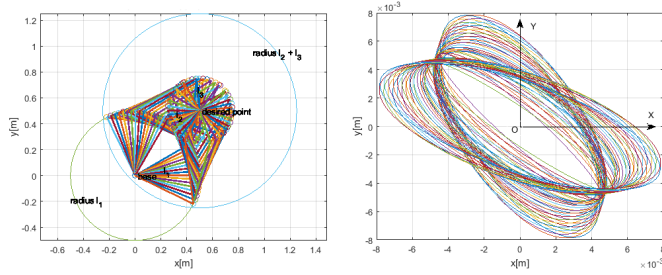 1.2
1
0.8
0.6
0.4
0.2
0
-0.2
-0.4
y[m]
radius l2 + l3
l3
l2
desired point
l1
base
radius l1
-0.6 -0.4 -0.2 0 0.2 0.4 0.6 0.8 1 1.2 1.4
x[m]
8 ×10^-3
6
4
2
0
-2
-4
-6
-8
y[m]
Y
X
O
-8 -6 -4 -2 0 2 4 6 8
x[m] ×10^-3